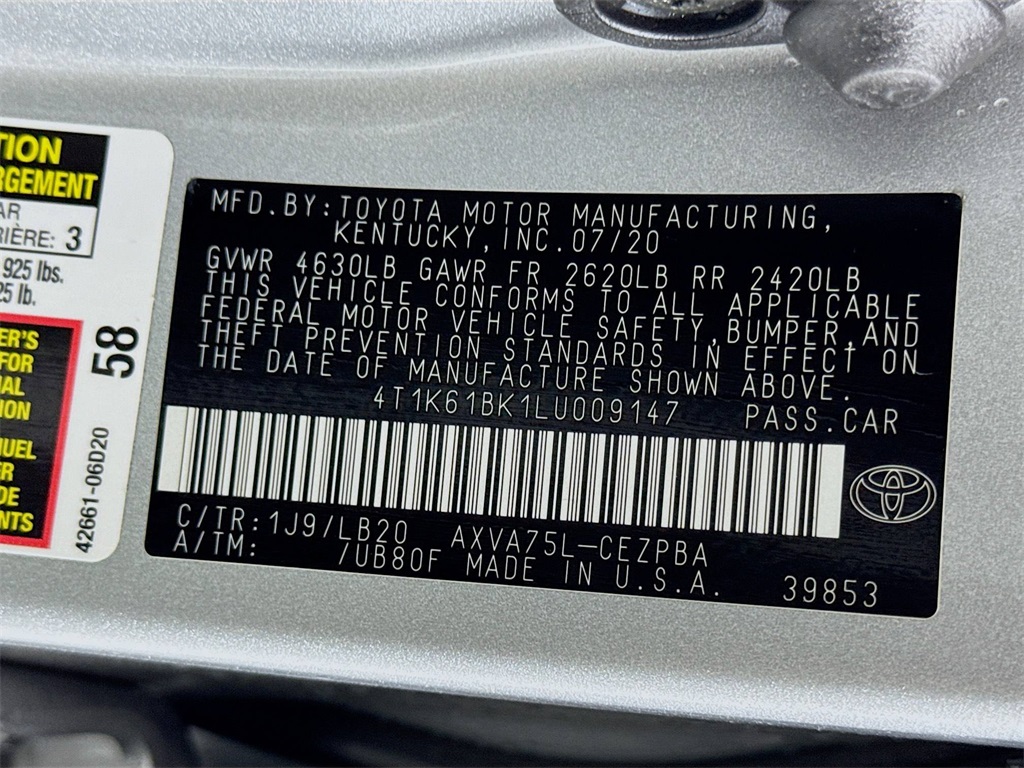 TION
RGEMENT
AR
RIÈRE: 3
925 lbs.
25 lb.
ER'S
FOR
AL
ION
UEL
ER
DE
NTS
58
42661-06D20
MFD.BY:TOYOTA MOTOR MANUFACTURING,
KENTUCKY,INC.07/20
GVWR 4630LB GAWR FR 2620LB RR 2420LB
THIS VEHICLE CONFORMS TO ALL APPLICABLE
FEDERAL MOTOR VEHICLE SAFETY,BUMPER,AND
THEFT PREVENTION STANDARDS IN EFFECT ON
THE DATE OF MANUFACTURE SHOWN ABOVE.
4T1K61BK1LU009147 PASS.CAR
C/TR:1J9/LB20 AXVA75L-CEZPBA
A/TM: /UB80F MADE IN U.S.A. 39853